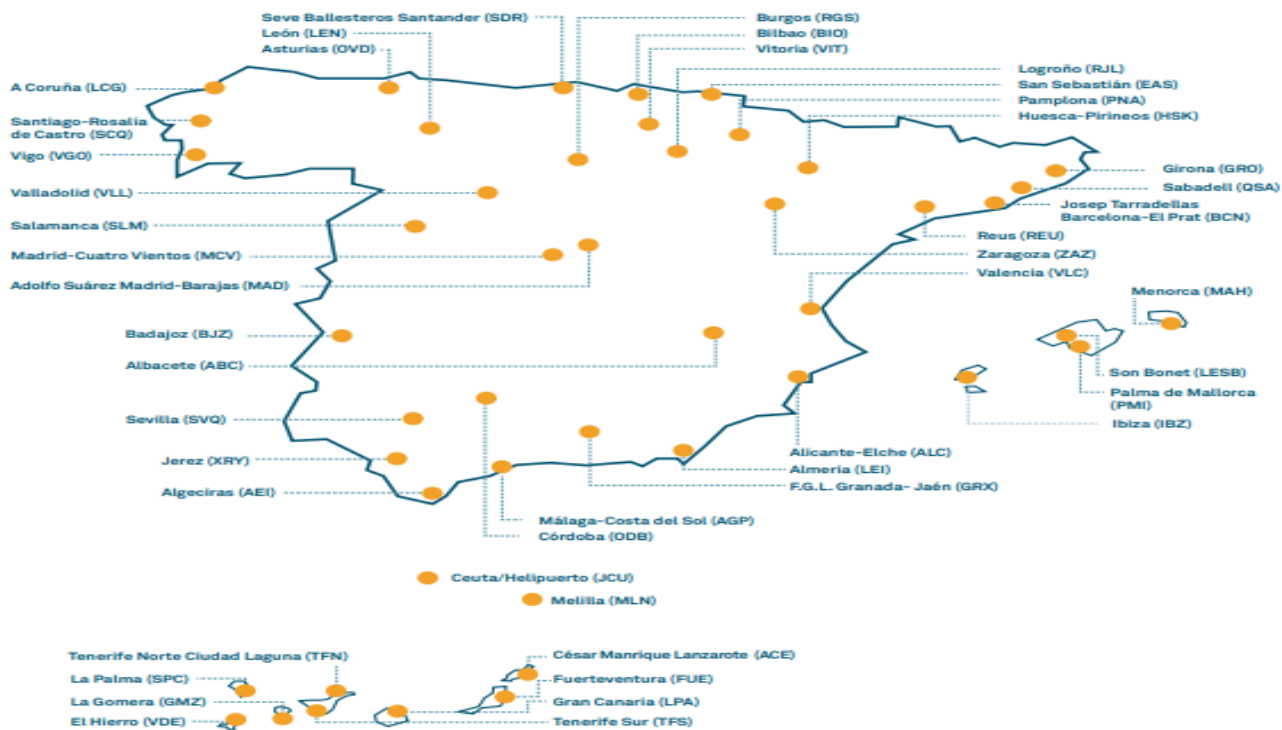 Seve Ballesteros Santander (SDR)
León (LEN)
Asturias (OVD)
Burgos (RGS)
Bilbao (BIO)
Vitoria (VIT)
A Coruña (LCG)
Santiago-Rosalia
de Castro (SCQ)
Vigo (VGO)
Valladolid (VLL)
Salamanca (SLM)
Madrid-Cuatro Vientos (MCV)
Adolfo Suárez Madrid-Barajas (MAD)
Badajoz (BJZ)
Albacete (ABC)
Sevilla (SVQ)
Jerez (XRY)
Algeciras (AEI)
Logroño (RJL)
San Sebastián (EAS)
Pamplona (PNA)
Huesca-Pirineos (HSK)
Girona (GRO)
Sabadell (QSA)
Josep Tarradellas
Barcelona-El Prat (BCN)
Reus (REU)
Zaragoza (ZAZ)
Valencia (VLC)
Menorca (MAH)
Son Bonet (LESB)
Palma de Mallorca
(PMI)
Ibiza (IBZ)
Alicante-Elche (ALC)
Almeria (LEI)
F.G.L. Granada- Jaén (GRX)
Málaga-Costa del Sol (AGP)
Córdoba (ODB)
Ceuta/Helipuerto (JCU)
Melilla (MLN)
Tenerife Norte Ciudad Laguna (TFN)
La Palma (SPC)
La Gomera (GMZ)
El Hierro (VDE)
César Manrique Lanzarote (ACE)
Fuerteventura (FUE)
Gran Canaria (LPA)
Tenerife Sur (TFS)